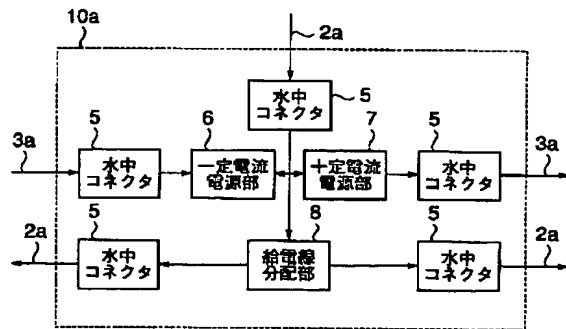 10a
2a
水中
コネクタ
5
5
水中
コネクタ
6
一定電流
電源部
7
十定電流
電源部
5
水中
コネクタ
3a
3a
5
水中
コネクタ
8
給電線
分配部
5
水中
コネクタ
2a
2a